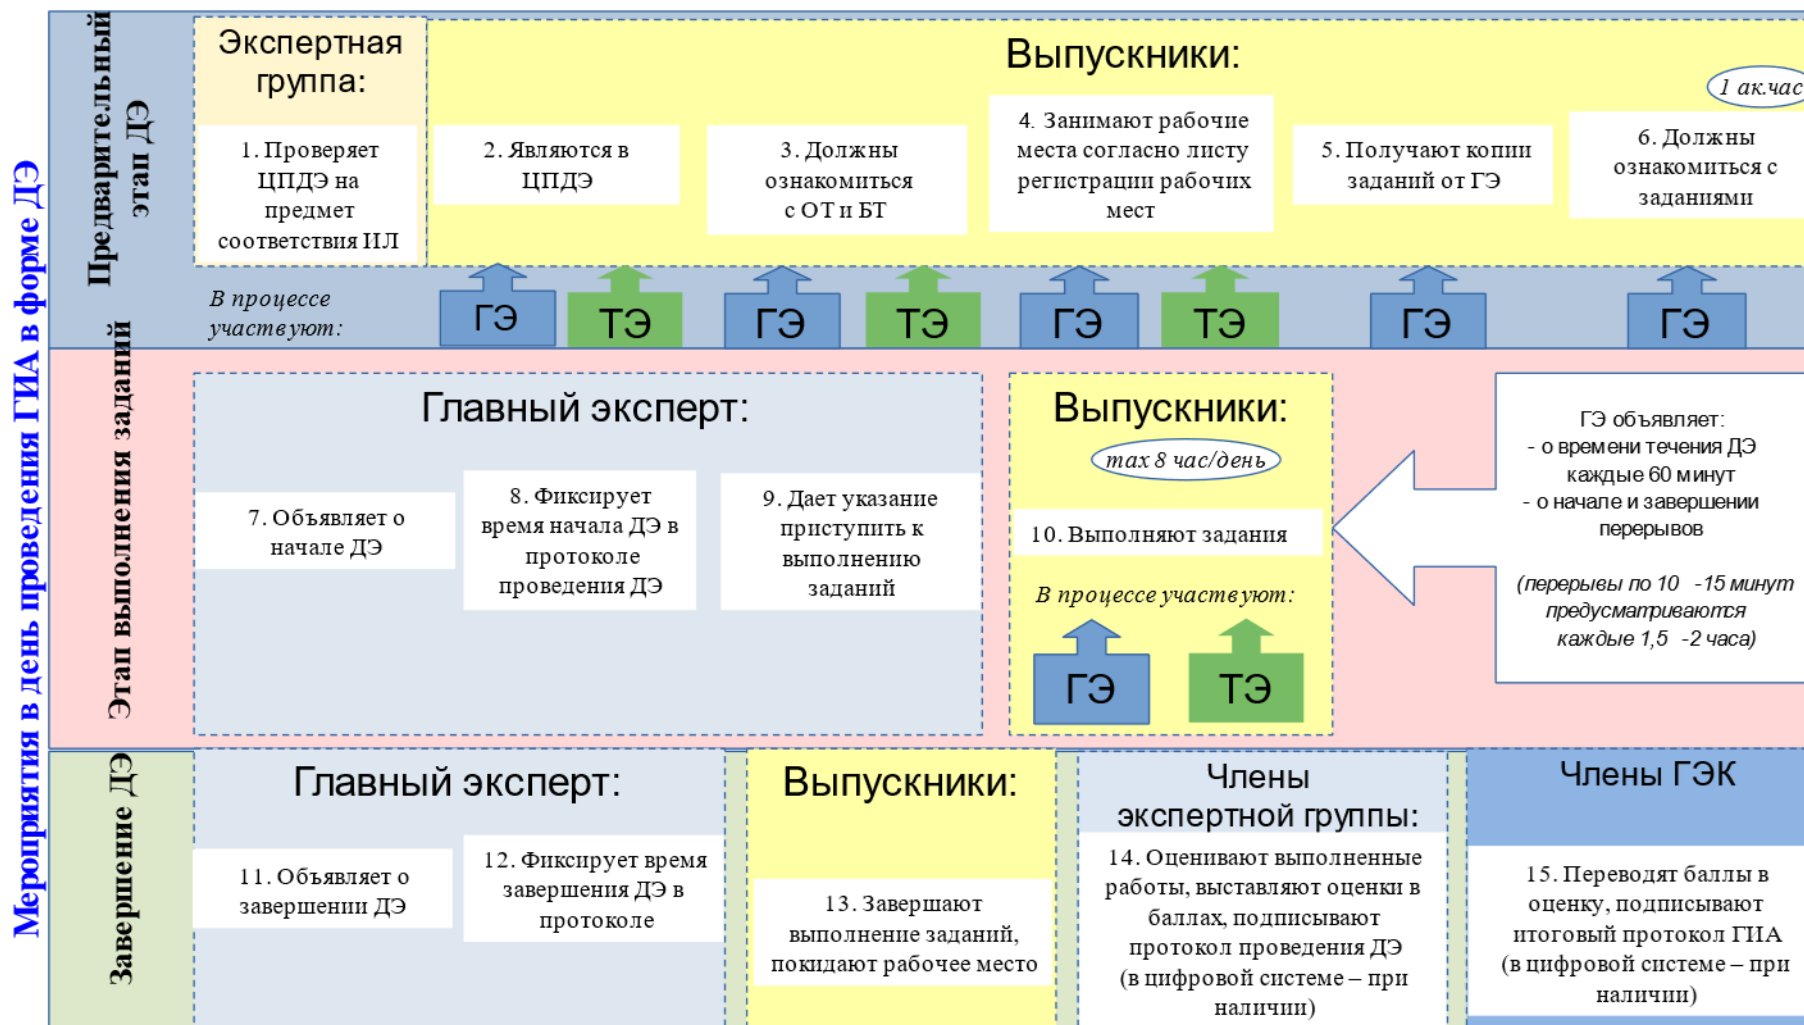 Мероприятия в день проведения ГИА в форме ДЭ
Предварительный
этап ДЭ
Экспертная
группа:
1. Проверяет
ЦПДЭ на
предмет
соответствия ИЛ
Выпускники:
1 ак.час
2. Являются в
ЦПДЭ
3. Должны
ознакомиться
с ОТ и БТ
4. Занимают рабочие
места согласно листу
регистрации рабочих
мест
5. Получают копии
заданий от ГЭ
6. Должны
ознакомиться с
заданиями
В процессе
участвуют:
ГЭ
ТЭ
ГЭ
ТЭ
ГЭ
ТЭ
ГЭ
ГЭ
Этап выполнения заданий
Главный эксперт:
7. Объявляет о
начале ДЭ
8. Фиксирует
время начала ДЭ в
протоколе
проведения ДЭ
9. Дает указание
приступить к
выполнению
заданий
Выпускники:
max 8 час/день
10. Выполняют задания
В процессе участвуют:
ГЭ
ТЭ
ГЭ объявляет:
- о времени течения ДЭ
каждые 60 минут
- о начале и завершении
перерывов
(перерывы по 10 -15 минут
предусматриваются
каждые 1,5 -2 часа)
Завершение ДЭ
Главный эксперт:
11. Объявляет о
завершении ДЭ
12. Фиксирует время
завершения ДЭ в
протоколе
Выпускники:
13. Завершают
выполнение заданий,
покидают рабочее место
Члены
экспертной группы:
14. Оценивают выполненные
работы, выставляют оценки в
баллах, подписывают
протокол проведения ДЭ
(в цифровой системе – при
наличии)
Члены ГЭК
15. Переводят баллы в
оценку, подписывают
итоговый протокол ГИА
(в цифровой системе – при
наличии)